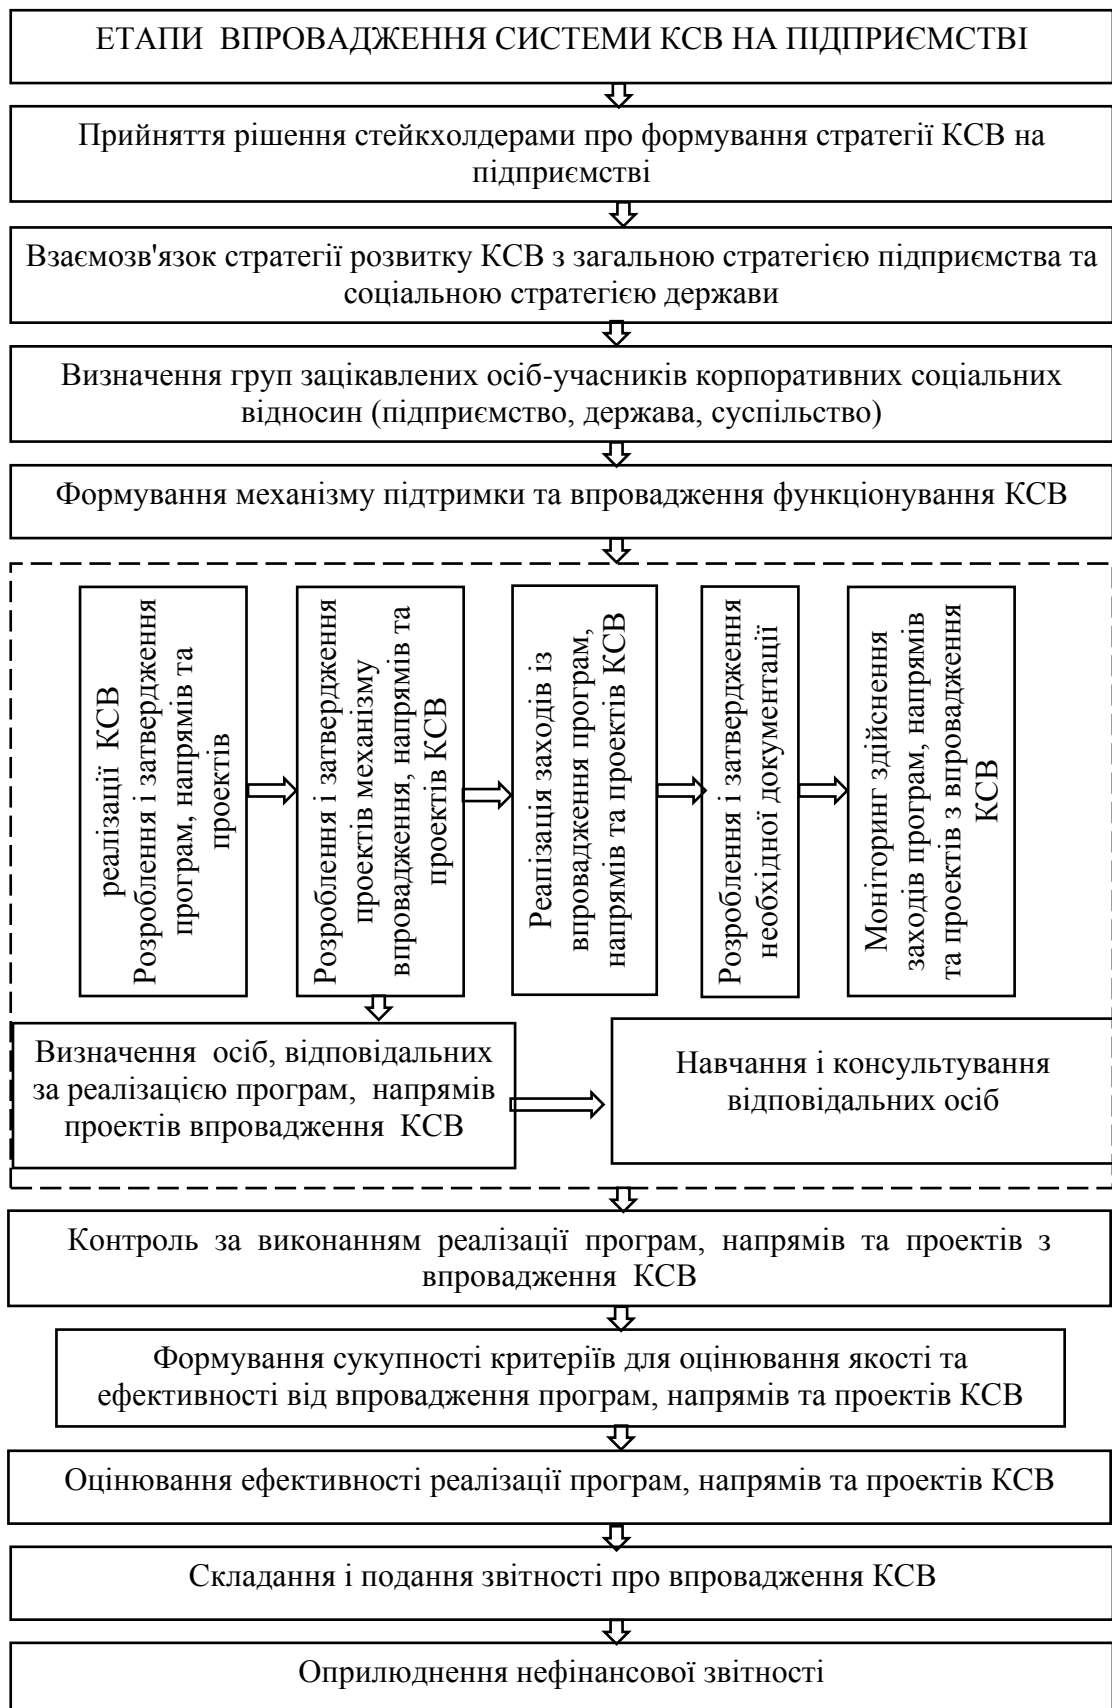 ЕТАПИ ВПРОВАДЖЕННЯ СИСТЕМИ КСВ НА ПІДПРИЄМСТВІ
Прийняття рішення стейкхолдерами про формування стратегії КСВ на
підприємстві
Взаємозв'язок стратегії розвитку КСВ з загальною стратегією підприємства та
соціальною стратегією держави
Визначення груп зацікавлених осіб-учасників корпоративних соціальних
відносин (підприємство, держава, суспільство)
Формування механізму підтримки та впровадження функціонування КСВ
реалізації КСВ
Розроблення і затвердження
програм, напрямів та
проектів
Розроблення і затвердження
проектів механізму
впровадження, напрямів та
проектів КСВ
Реапізація заходів із
впровадження програм,
напрямів та проектів КСВ
Розроблення і затвердження
необхідної документації
Моніторинг здійснення
заходів програм, напрямів
та проектів з впровадження
КСВ
Визначення осіб, відповідальних
за реалізацією програм, напрямів
проектів впровадження КСВ
Навчання і консультування
відповідальних осіб
Контроль за виконанням реалізації програм, напрямів та проектів з
впровадження КСВ
Формування сукупності критеріїв для оцінювання якості та
ефективності від впровадження програм, напрямів та проектів КСВ
Оцінювання ефективності реалізації програм, напрямів та проектів КСВ
Складання і подання звітності про впровадження КСВ
Оприлюднення нефінансової звітності